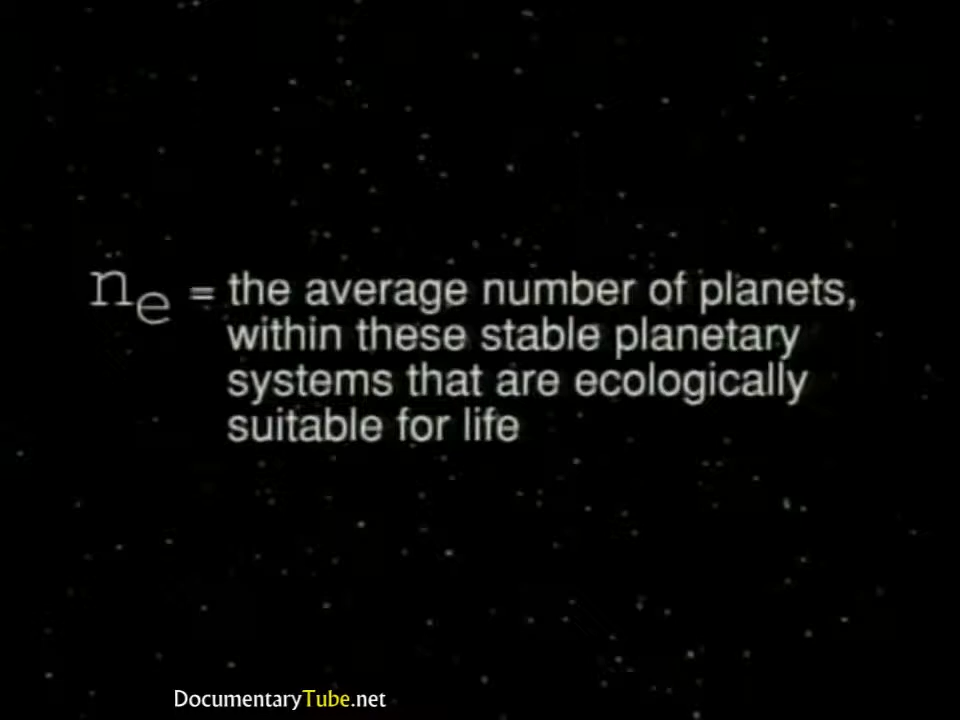 nₑ = the average number of planets,
within these stable planetary
systems that are ecologically
suitable for life
DocumentaryTube.net